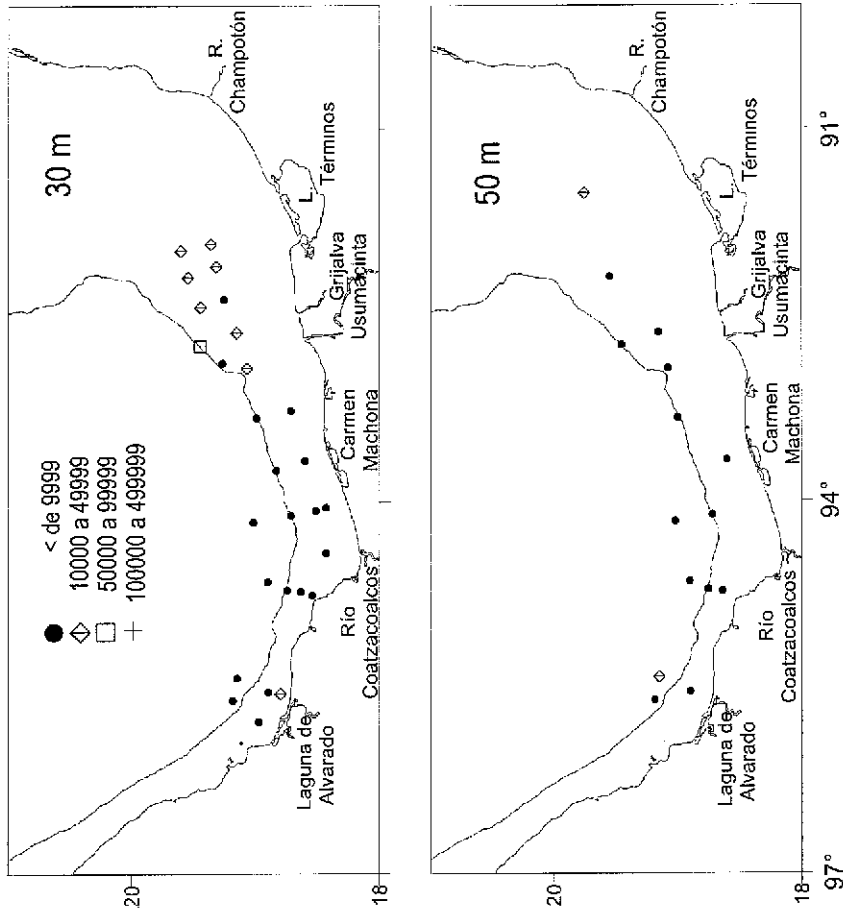 30 m
< de 9999
10000 a 49999
50000 a 99999
100000 a 499999
R.
Champotón
L.
Términos
Grijalva
Usumacinta
Carmen
Machona
Río
Coatzacoalcos
Laguna de
Alvarado
20
18
50 m
R.
Champotón
L.
Términos
Grijalva
Usumacinta
Carmen
Machona
Río
Coatzacoalcos
Laguna de
Alvarado
20
18
97°
94°
91°